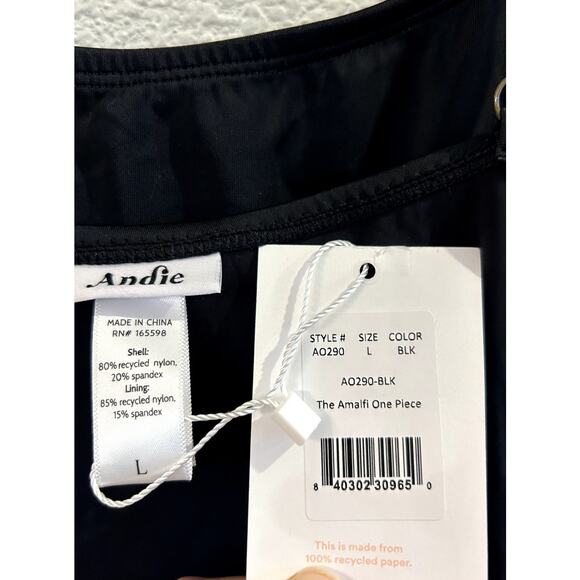 Andie
MADE IN CHINA
RN# 165598
Shell:
80% recycled nylon,
20% spandex
Lining:
85% recycled nylon,
15% spandex
L
STYLE # SIZE COLOR
AO290 L BLK
AO290-BLK
The Amalfi One Piece
8 40302 30965 0
This is made from
100% recycled paper.